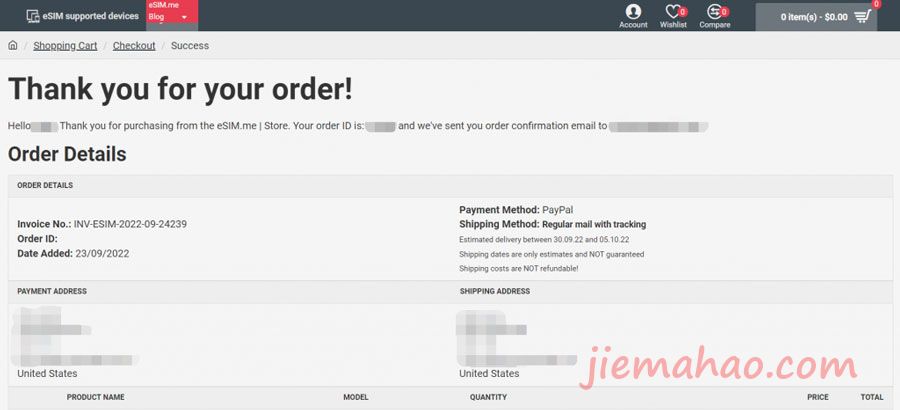 eSIM supported devices
eSIM.me
Blog
Account
0
Wishlist
0
Compare
0 item(s) - $0.00
0
/ Shopping Cart / Checkout / Success
Thank you for your order!
Hello Thank you for purchasing from the eSIM.me | Store. Your order ID is: and we've sent you order confirmation email to
Order Details
ORDER DETAILS
Invoice No.: INV-ESIM-2022-09-24239
Order ID:
Date Added: 23/09/2022
Payment Method: PayPal
Shipping Method: Regular mail with tracking
Estimated delivery between 30.09.22 and 05.10.22
Shipping dates are only estimates and NOT guaranteed
Shipping costs are NOT refundable!
PAYMENT ADDRESS
SHIPPING ADDRESS
United States
United States
jiemahao.com
PRODUCT NAME MODEL QUANTITY PRICE TOTAL